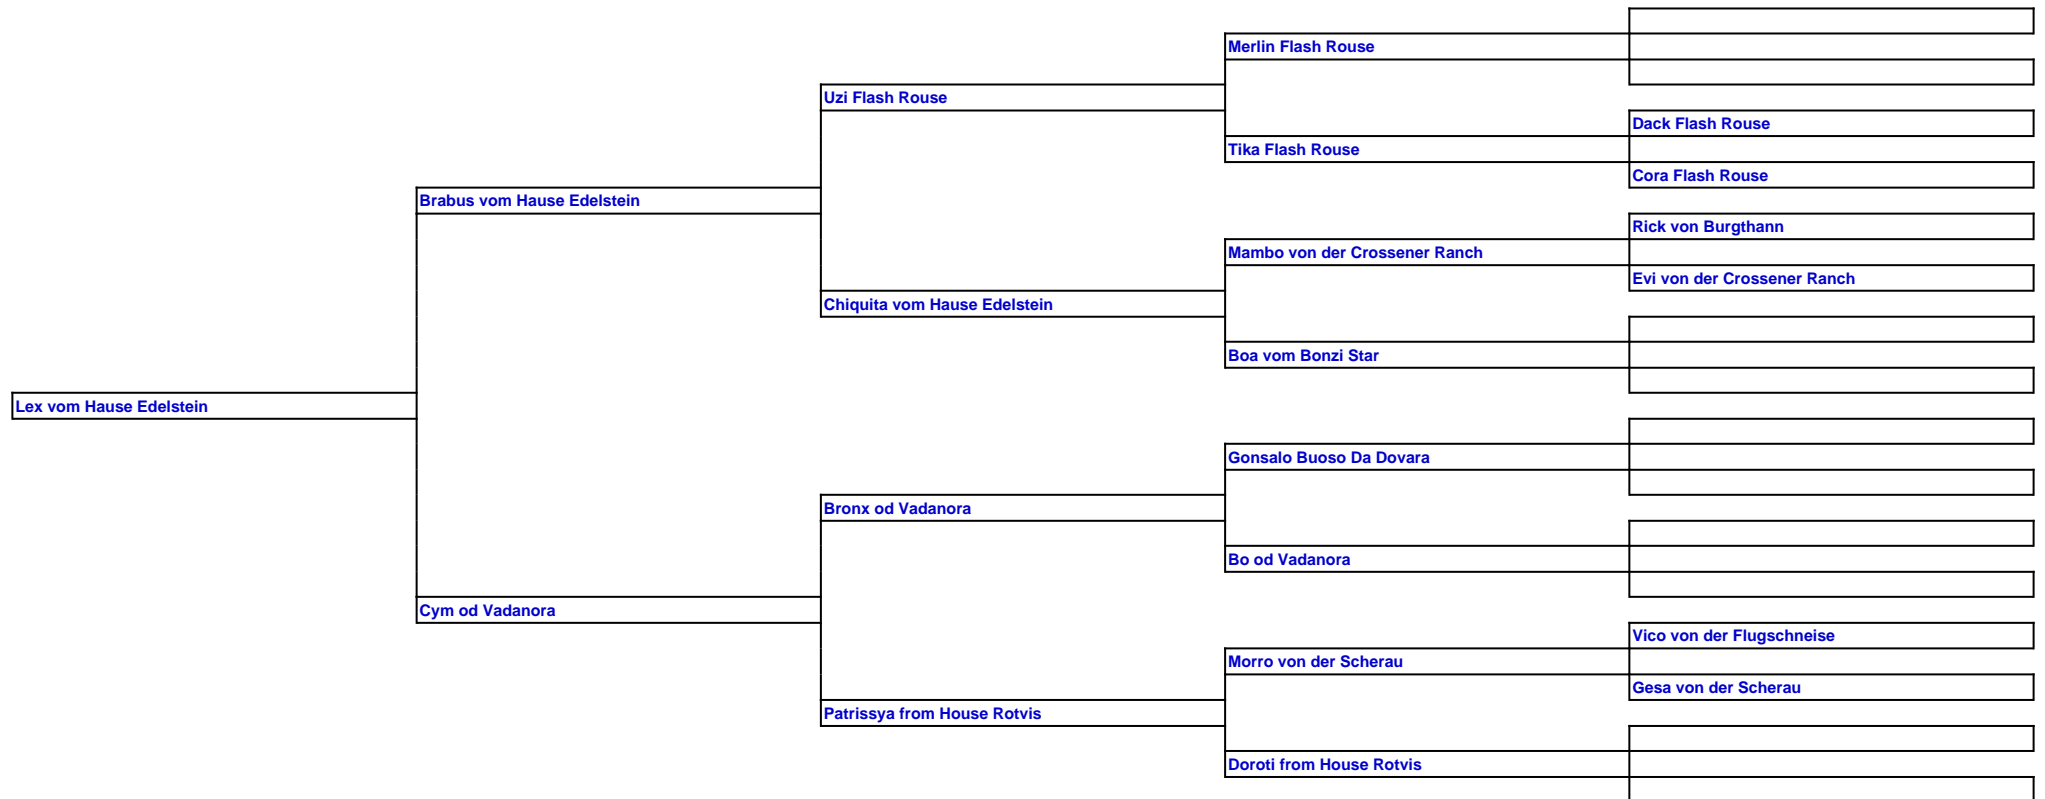 Merlin Flash Rouse
Uzi Flash Rouse
Dack Flash Rouse
Tika Flash Rouse
Cora Flash Rouse
Brabus vom Hause Edelstein
Rick von Burgthann
Mambo von der Crossener Ranch
Evi von der Crossener Ranch
Chiquita vom Hause Edelstein
Boa vom Bonzi Star
Lex vom Hause Edelstein
Gonsalo Buoso Da Dovara
Bronx od Vadanora
Bo od Vadanora
Cym od Vadanora
Vico von der Flugschneise
Morro von der Scherau
Gesa von der Scherau
Patrissya from House Rotvis
Doroti from House Rotvis